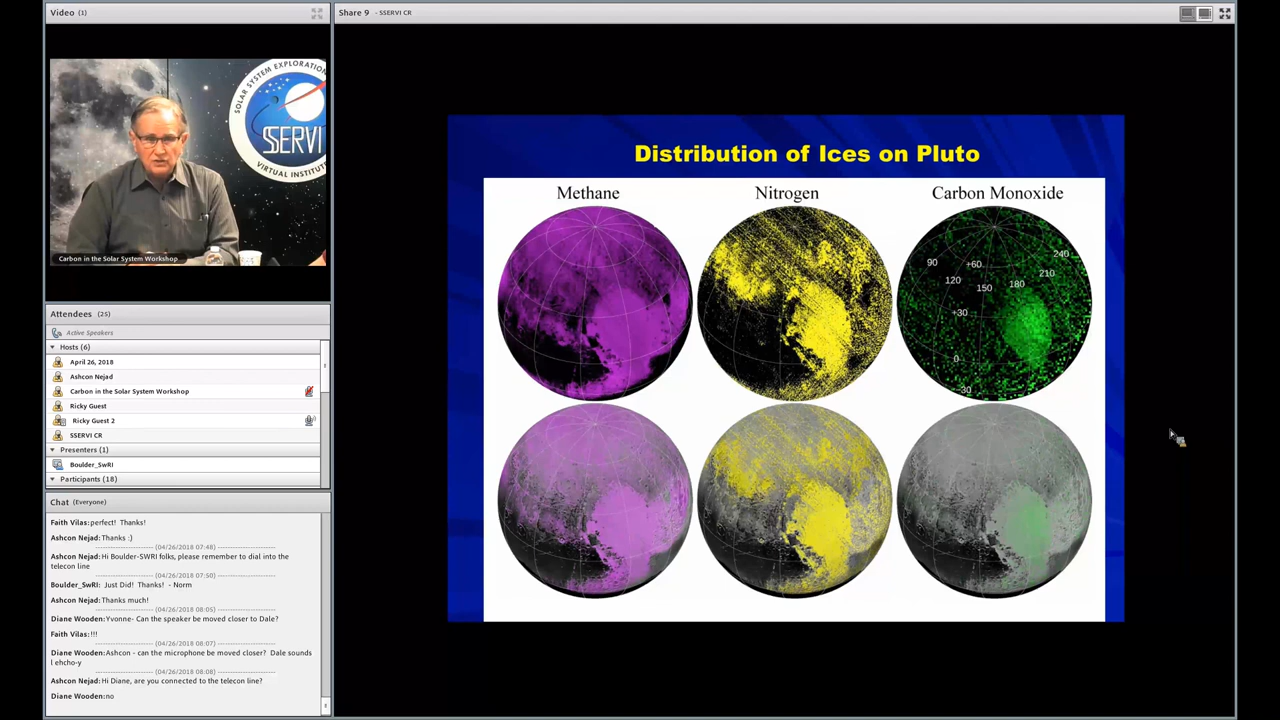 Video (1)
SOLAR SYSTEM EXPLORATION
SSERVI
VIRTUAL INSTITU
Carbon in the Solar System Workshop
Attendees (25)
Active Speakers
Hosts (6)
April 26, 2018
Ashcon Nejad
Carbon in the Solar System Workshop
Ricky Guest
Ricky Guest 2
SSERVI CR
Presenters (1)
Boulder_SwRI
Participants (18)
Chat (Everyone)
Faith Vilas: perfect! Thanks!
Ashcon Nejad: Thanks :)
(04/26/2018 07:48)
Ashcon Nejad: Hi Boulder-SWRI folks, please remember to dial into the
telecon line
(04/26/2018 07:50)
Boulder_SwRI: Just Did! Thanks! - Norm
Ashcon Nejad: Thanks much!
(04/26/2018 08:05)
Diane Wooden: Yvonne- Can the speaker be moved closer to Dale?
Faith Vilas: !!!
(04/26/2018 08:07)
Diane Wooden: Ashcon - can the microphone be moved closer? Dale sounds
l ehcho-y
(04/26/2018 08:08)
Ashcon Nejad: Hi Diane, are you connected to the telecon line?
Diane Wooden: no
Share 9 - SSERVI CR
Distribution of Ices on Pluto
Methane
Nitrogen
Carbon Monoxide
90
+60
240
120
150
180
210
+30
0
-30